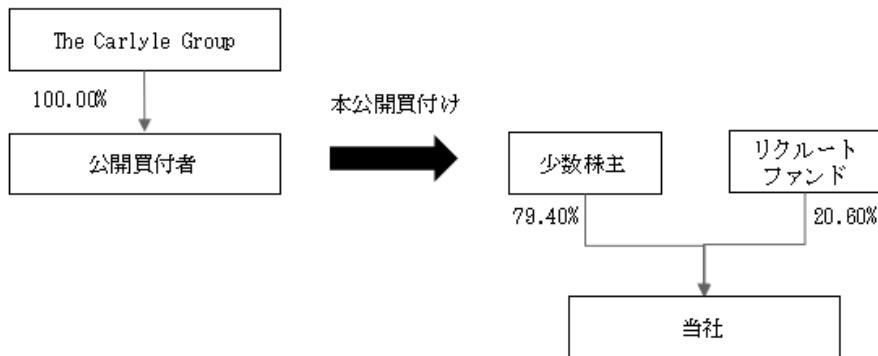 The Carlyle Group
100.00%
公開買付者
本公開買付け
少数株主
リクルート
ファンド
79.40%
20.60%
当社